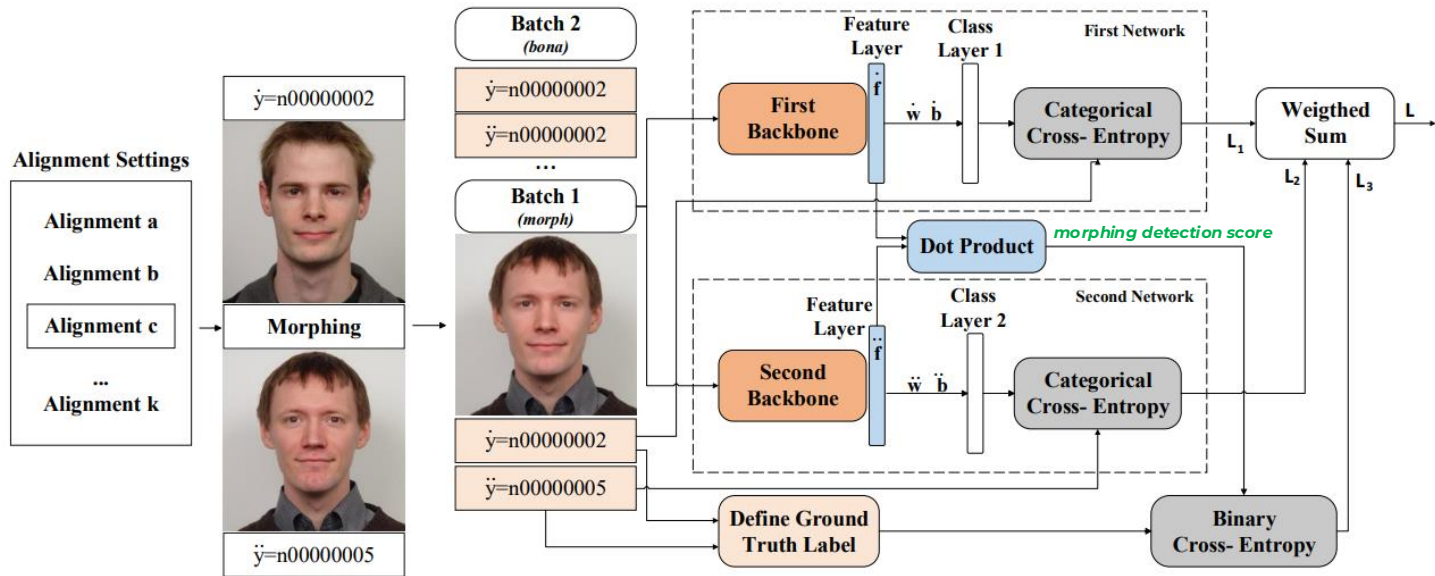 Alignment Settings
Alignment a
Alignment b
Alignment c
...
Alignment k
ẏ=n00000002
Morphing
ÿ=n00000005
Batch 2
(bona)
ẏ=n00000002
ÿ=n00000002
...
Batch 1
(morph)
ẏ=n00000002
ÿ=n00000005
First Network
Feature
Layer
Class
Layer 1
First
Backbone
ḟ
ẇ ḃ
Categorical
Cross- Entropy
L₁
Weigthed
Sum
L
L₂
L₃
Dot Product
morphing detection score
Second Network
Feature
Layer
Class
Layer 2
Second
Backbone
f̈
ẅ b̈
Categorical
Cross- Entropy
Define Ground
Truth Label
Binary
Cross- Entropy